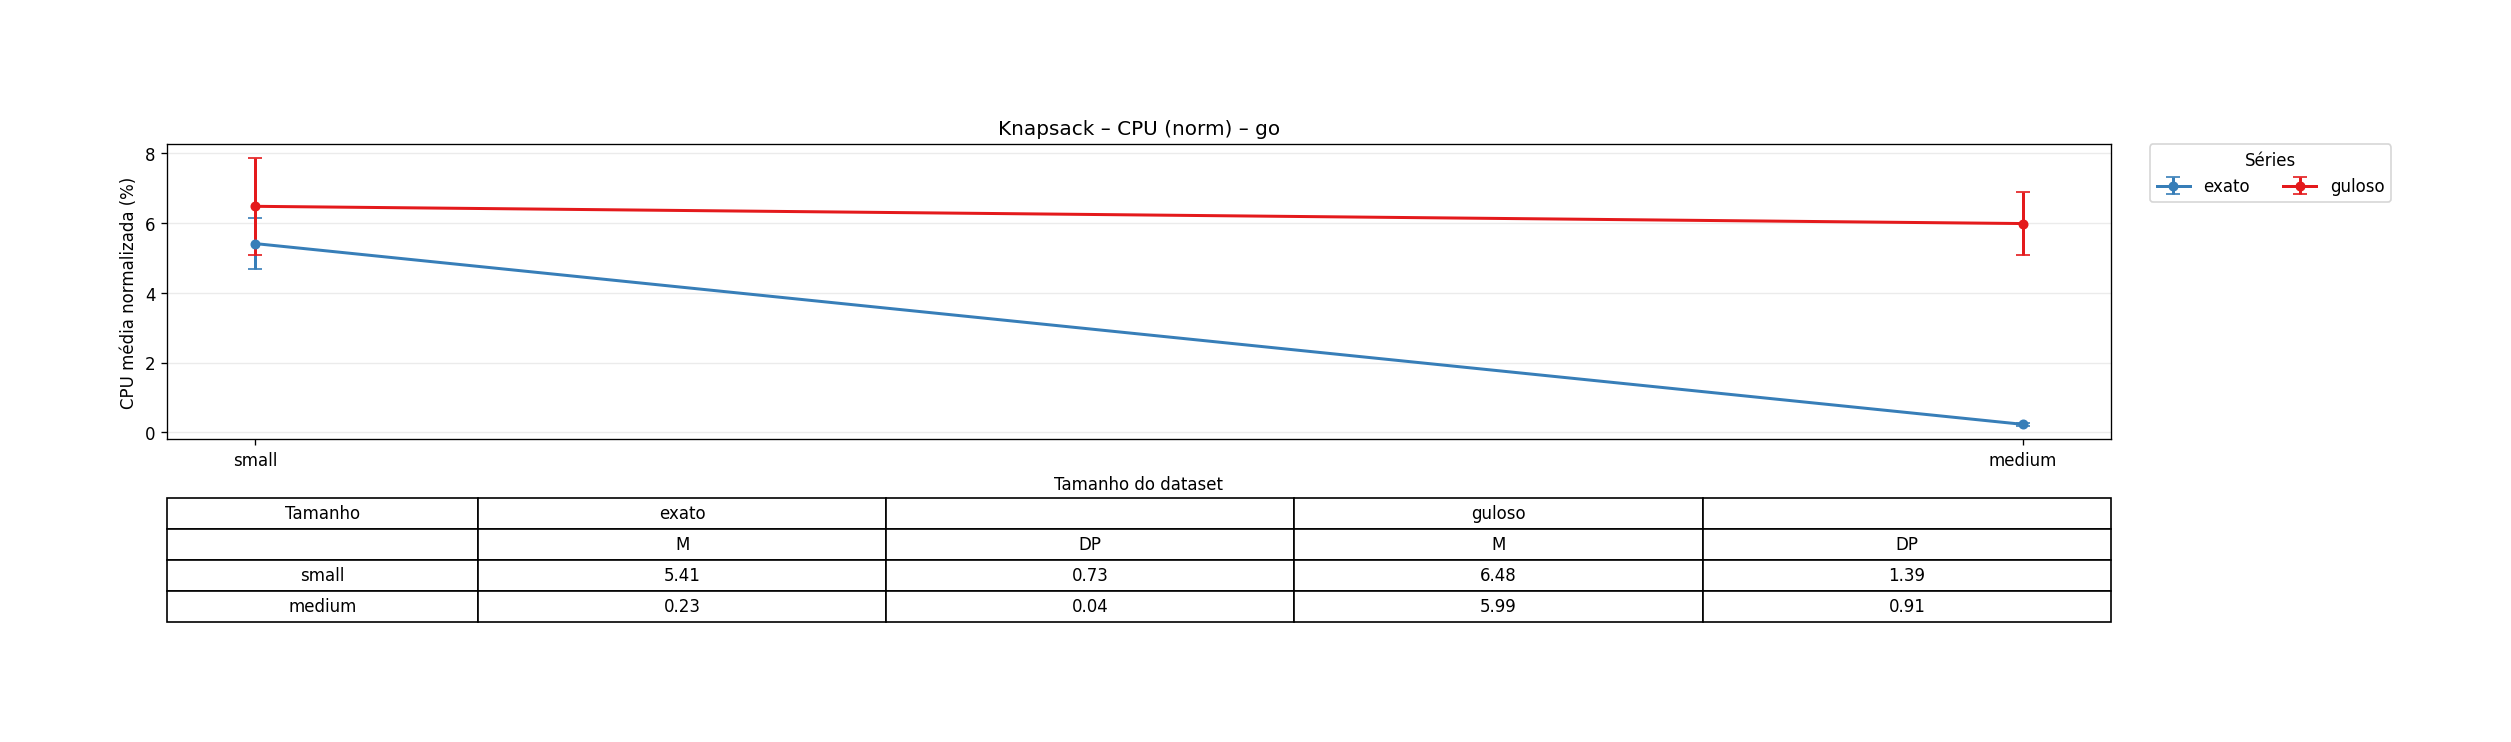 Knapsack – CPU (norm) – go
CPU média normalizada (%)
8
6
4
2
0
small medium
Tamanho do dataset
Séries
exato guloso
Tamanho exato guloso
M DP M DP
small 5.41 0.73 6.48 1.39
medium 0.23 0.04 5.99 0.91